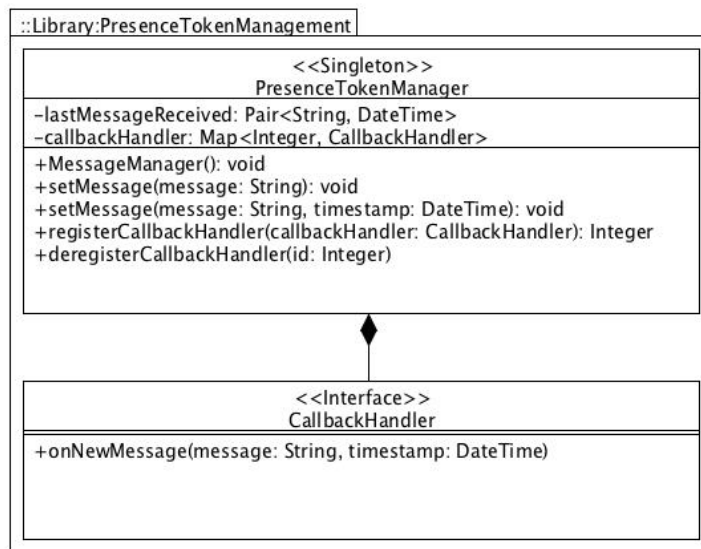 ::Library:PresenceTokenManagement
<<Singleton>>
PresenceTokenManager
–lastMessageReceived: Pair<String, DateTime>
–callbackHandler: Map<Integer, CallbackHandler>
+MessageManager(): void
+setMessage(message: String): void
+setMessage(message: String, timestamp: DateTime): void
+registerCallbackHandler(callbackHandler: CallbackHandler): Integer
+deregisterCallbackHandler(id: Integer)
<<Interface>>
CallbackHandler
+onNewMessage(message: String, timestamp: DateTime)